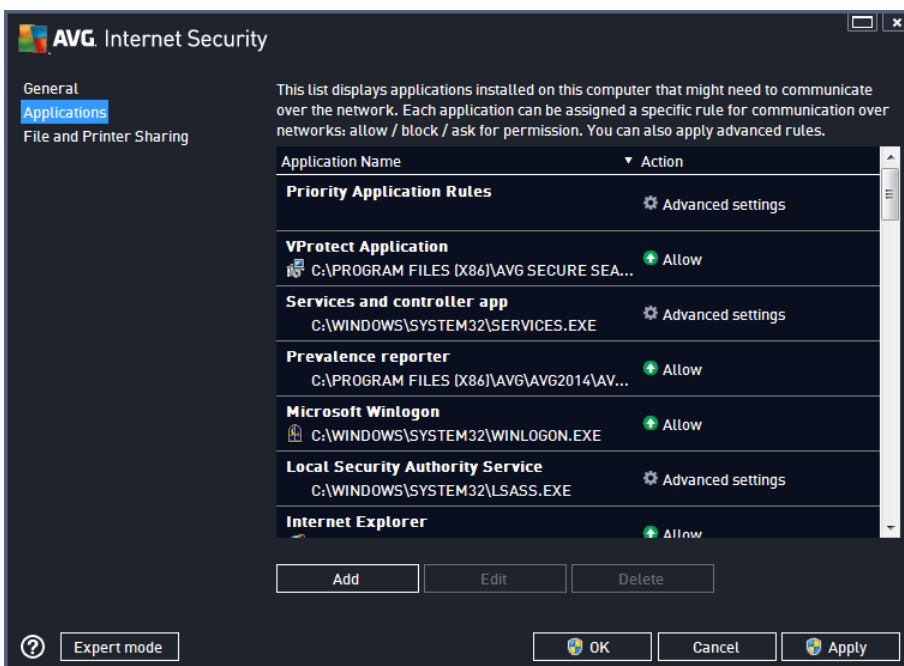 AVG. Internet Security
General
Applications
File and Printer Sharing
This list displays applications installed on this computer that might need to communicate
over the network. Each application can be assigned a specific rule for communication over
networks: allow / block / ask for permission. You can also apply advanced rules.
Application Name Action
Priority Application Rules
Advanced settings
VProtect Application
C:\PROGRAM FILES (X86)\AVG SECURE SEA...
Allow
Services and controller app
C:\WINDOWS\SYSTEM32\SERVICES.EXE
Advanced settings
Prevalence reporter
C:\PROGRAM FILES (X86)\AVG\AVG2014\AV...
Allow
Microsoft Winlogon
C:\WINDOWS\SYSTEM32\WINLOGON.EXE
Allow
Local Security Authority Service
C:\WINDOWS\SYSTEM32\LSASS.EXE
Advanced settings
Internet Explorer
Allow
Add Edit Delete
? Expert mode OK Cancel Apply